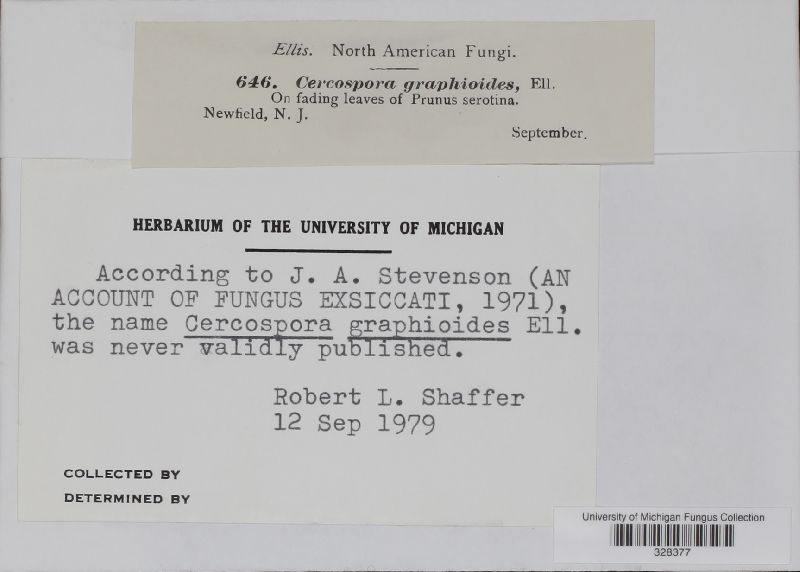 Ellis. North American Fungi.
646. Cercospora graphioides, Ell.
On fading leaves of Prunus serotina.
Newfield, N. J.
September.
HERBARIUM OF THE UNIVERSITY OF MICHIGAN
According to J. A. Stevenson (AN
ACCOUNT OF FUNGUS EXSICCATI, 1971),
the name Cercospora graphioides Ell.
was never validly published.
Robert L. Shaffer
12 Sep 1979
COLLECTED BY
DETERMINED BY
University of Michigan Fungus Collection
328377